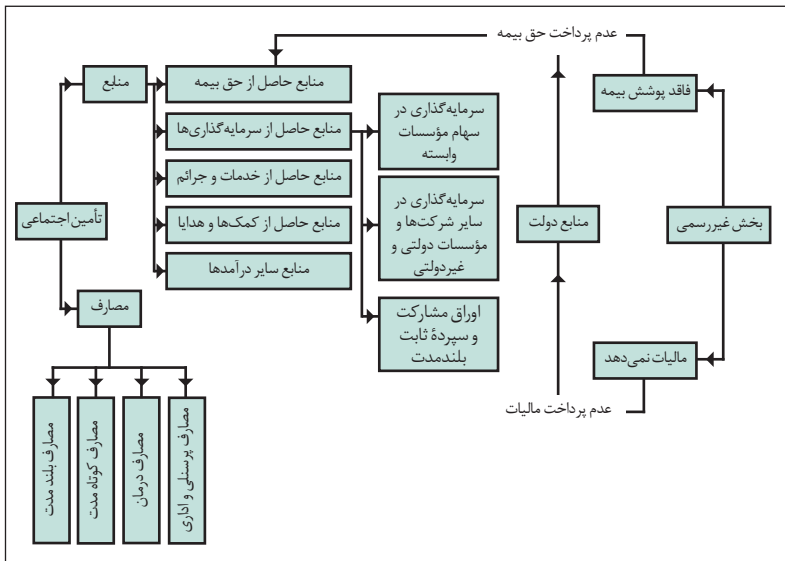 عدم پرداخت حق بیمه
فاقد پوشش بیمه
بخش غیررسمی
مالیات نمی‌دهد
عدم پرداخت مالیات
منابع دولت
سرمایه‌گذاری در
سهام مؤسسات
وابسته
سرمایه‌گذاری در
سایر شرکت‌ها و
مؤسسات دولتی و
غیردولتی
اوراق مشارکت
و سپردهٔ ثابت
بلندمدت
منابع حاصل از حق بیمه
منابع حاصل از سرمایه‌گذاری‌ها
منابع حاصل از خدمات و جرائم
منابع حاصل از کمک‌ها و هدایا
منابع سایر درآمدها
منابع
تأمین اجتماعی
مصارف
مصارف پرسنلی و اداری
مصارف درمان
مصارف کوتاه مدت
مصارف بلند مدت